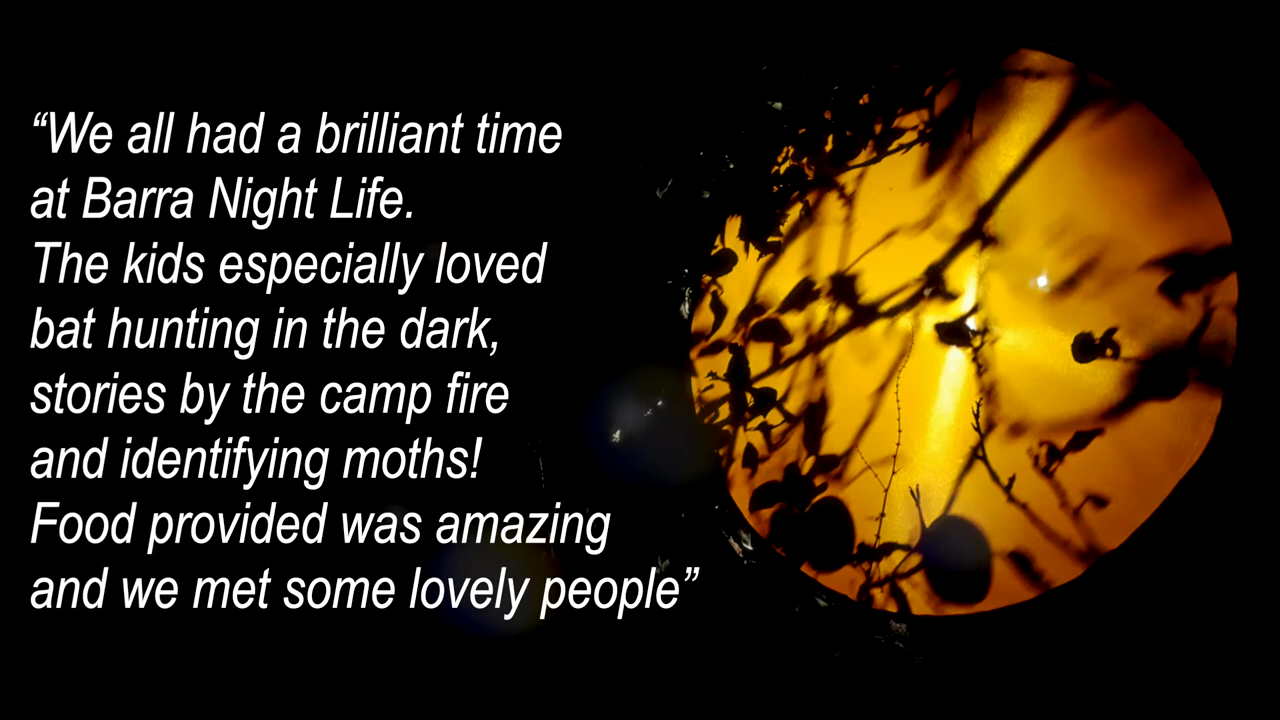 “We all had a brilliant time
at Barra Night Life.
The kids especially loved
bat hunting in the dark,
stories by the camp fire
and identifying moths!
Food provided was amazing
and we met some lovely people”